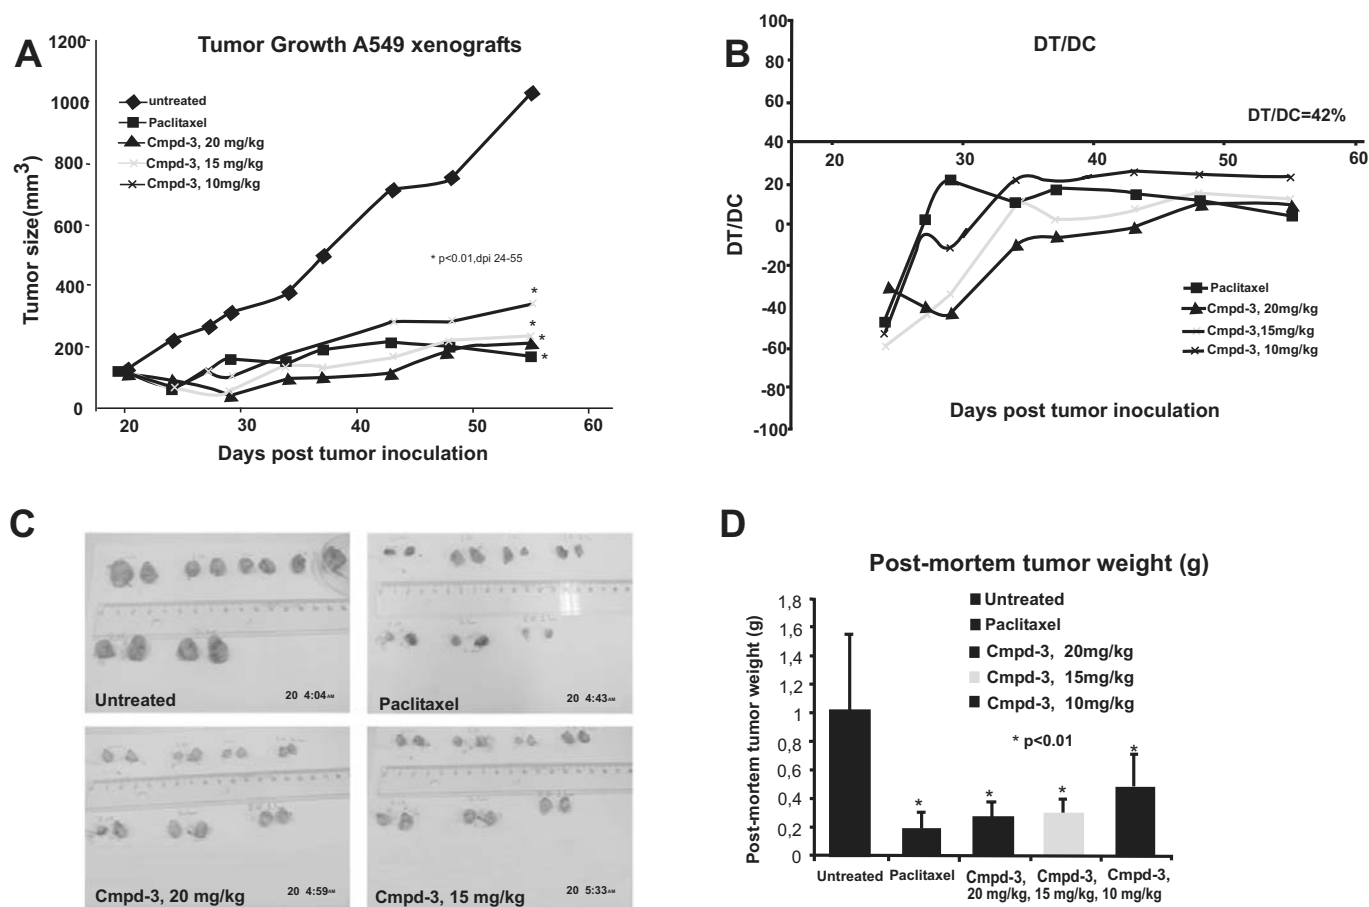 A
Tumor Growth A549 xenografts
1200
1000
800
600
400
200
0
Tumor size(mm3)
untreated
Paclitaxel
Cmpd-3, 20 mg/kg
Cmpd-3, 15 mg/kg
Cmpd-3, 10mg/kg
* p<0.01,dpi 24-55
*
*
*
*
20 30 40 50 60
Days post tumor inoculation
B
DT/DC
100
80
60
40
20
0
-20
-40
-60
-80
-100
DT/DC
DT/DC
DT/DC=42%
20 30 40 50 60
Paclitaxel
Cmpd-3, 20mg/kg
Cmpd-3,15mg/kg
Cmpd-3, 10mg/kg
Days post tumor inoculation
C
Untreated
20 4:04AM
Paclitaxel
20 4:43AM
Cmpd-3, 20 mg/kg
20 4:59AM
Cmpd-3, 15 mg/kg
20 5:33AM
D
Post-mortem tumor weight (g)
Post-mortem tumor weight (g)
1,8
1,6
1,4
1,2
1
0,8
0,6
0,4
0,2
0
Untreated
Paclitaxel
Cmpd-3, 20mg/kg
Cmpd-3, 15mg/kg
Cmpd-3, 10mg/kg
* p<0.01
*
*
*
*
Untreated
Paclitaxel
Cmpd-3,
20 mg/kg,
Cmpd-3,
15 mg/kg,
Cmpd-3,
10 mg/kg